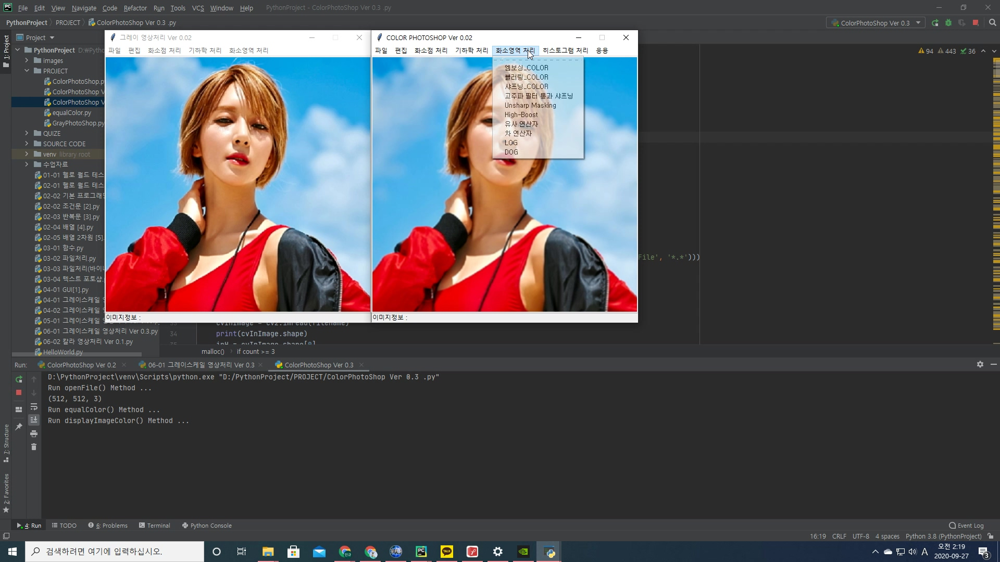 File Edit View Navigate Code Refactor Run Tools VCS Window Help PythonProject - ColorPhotoShop Ver 0.3 .py
PythonProject PROJECT ColorPhotoShop Ver 0.3 .py
ColorPhotoShop Ver 0.3
1: Project
Project
PythonProject D:₩Pytho
images
PROJECT
ColorPhotoShop.p
ColorPhotoShop V
ColorPhotoShop V
equalColor.py
GrayPhotoShop.py
QUIZE
SOURCE CODE
venv library root
수업자료
01-01 헬로 월드 테스
02-01 헬로 월드 테스
02-02 기본 프로그래밍
02-02 조건문 [2].py
02-03 반복문 [3].py
02-04 배열 [4].py
02-05 배열 2차원 [5].
03-01 함수.py
03-02 파일처리.py
03-03 파일처리(바이너
03-04 텍스트 포토샵.
04-01 GUI[1].py
04-01 그레이스케일
04-02 그레이스케일
05-01 그레이스케일
06-01 그레이스케일 영상처리 Ver 0.3.py
06-02 칼라 영상처리 Ver 0.1.py
HelloWorld.py
그레이 영상처리 Ver 0.02
파일 편집 화소점 처리 기하학 처리 화소영역 처리
이미지정보 :
COLOR PHOTOSHOP Ver 0.02
파일 편집 화소점 처리 기하학 처리 화소영역 처리 히스토그램 처리 응용
엠보싱_COLOR
블러링_COLOR
샤프닝_COLOR
고주파 필터 통과 샤프닝
Unsharp Masking
High-Boost
유사 연산자
차 연산자
LOG
DOG
이미지정보 :
94 443 36
File', '*.*')))
33 cvInImage = cv2.imread(filename)
34 print(cvInImage.shape)
35 inH = cvInImage.shape[0]
malloc() if count >= 3
Run: ColorPhotoShop Ver 0.2 06-01 그레이스케일 영상처리 Ver 0.3 ColorPhotoShop Ver 0.3
D:\PythonProject\venv\Scripts\python.exe "D:/PythonProject/PROJECT/ColorPhotoShop Ver 0.3 .py"
Run openFile() Method ...
(512, 512, 3)
Run equalColor() Method ...
Run displayImageColor() Method ...
7: Structure
2: Favorites
4: Run TODO 6: Problems Terminal Python Console Event Log
16:19 CRLF UTF-8 4 spaces Python 3.8 (PythonProject)
검색하려면 여기에 입력하십시오.
PC
TALK
A
오전 2:19
2020-09-27
3